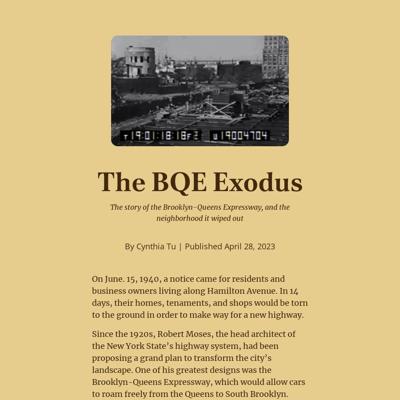 T 19:01:18:18F2 U 19004704
The BQE Exodus
The story of the Brooklyn-Queens Expressway, and the
neighborhood it wiped out
By Cynthia Tu | Published April 28, 2023
On June. 15, 1940, a notice came for residents and
business owners living along Hamilton Avenue. In 14
days, their homes, tenaments, and shops would be torn
to the ground in order to make way for a new highway.
Since the 1920s, Robert Moses, the head architect of
the New York State's highway system, had been
proposing a grand plan to transform the city's
landscape. One of his greatest designs was the
Brooklyn-Queens Expressway, which would allow cars
to roam freely from the Queens to South Brooklyn.